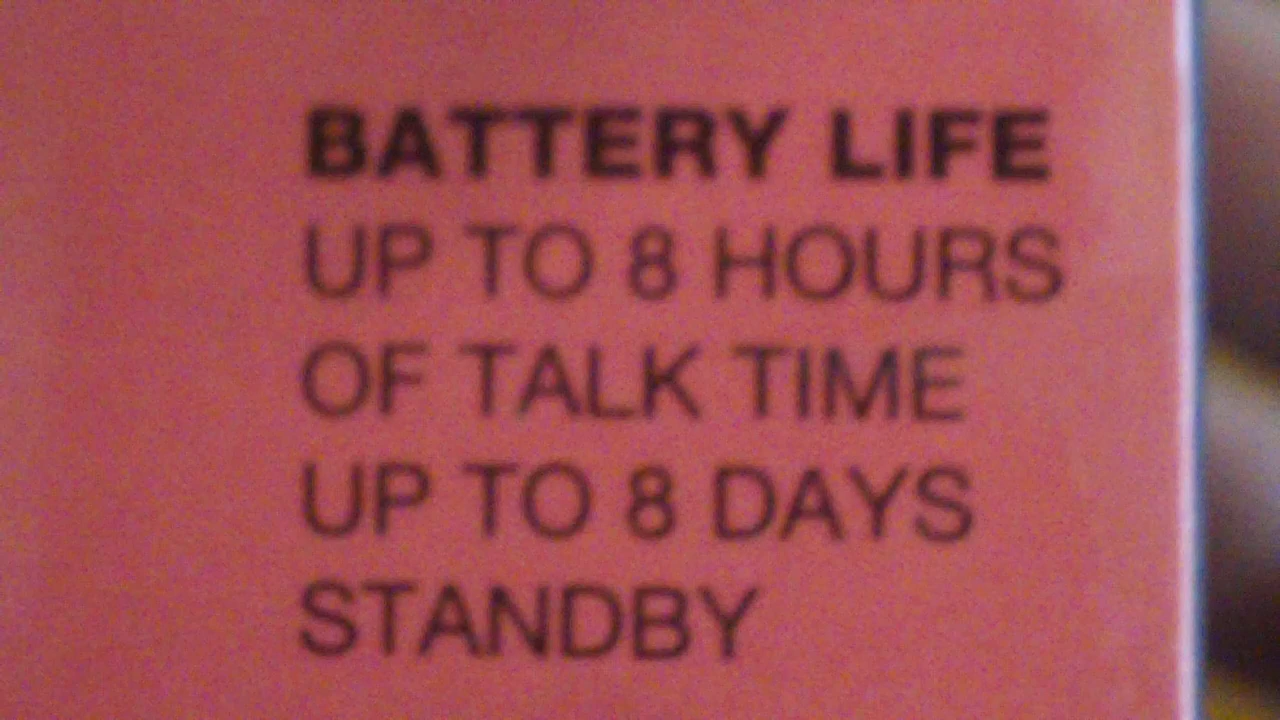 BATTERY LIFE
UP TO 8 HOURS
OF TALK TIME
UP TO 8 DAYS
STANDBY